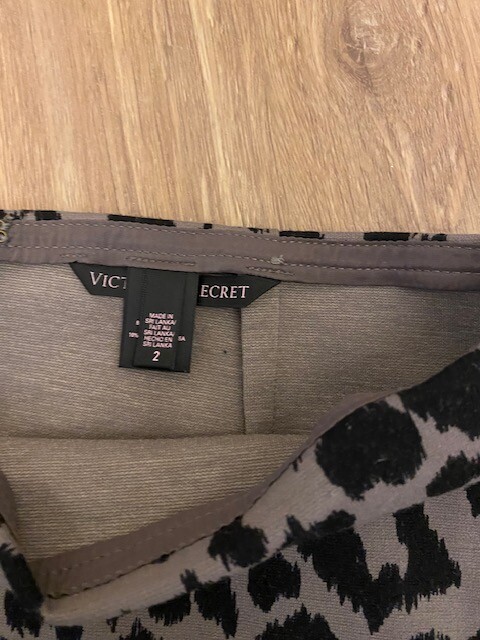 VICT ECRET
MADE IN
SRI LANKA/
FAIT AU
SRI LANKA/
HECHO EN
SRI LANKA
2